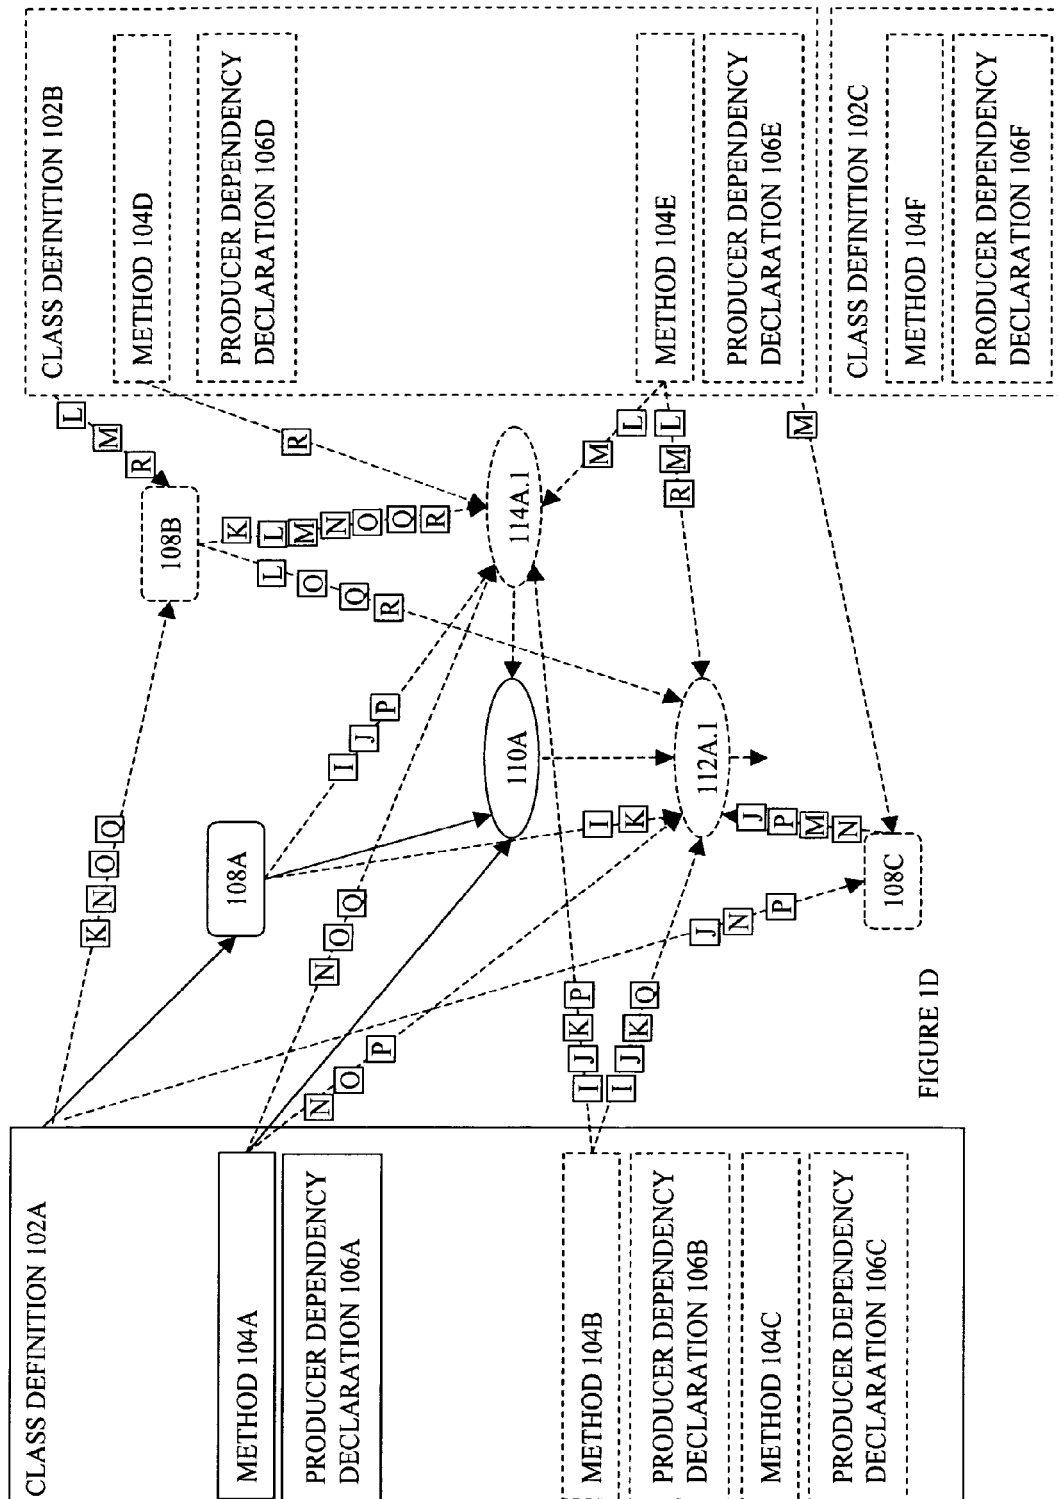 CLASS DEFINITION 102A
METHOD 104A
PRODUCER DEPENDENCY
DECLARATION 106A
METHOD 104B
PRODUCER DEPENDENCY
DECLARATION 106B
METHOD 104C
PRODUCER DEPENDENCY
DECLARATION 106C
K N O Q
108A
108B
N O Q
N O P
I J P
I K
J N P
I J K P
I J K Q
L M R
K L M N O Q R
L O Q R
R
M L
R M L
M
J P M N
110A
114A.1
112A.1
108C
CLASS DEFINITION 102B
METHOD 104D
PRODUCER DEPENDENCY
DECLARATION 106D
METHOD 104E
PRODUCER DEPENDENCY
DECLARATION 106E
CLASS DEFINITION 102C
METHOD 104F
PRODUCER DEPENDENCY
DECLARATION 106F
FIGURE 1D